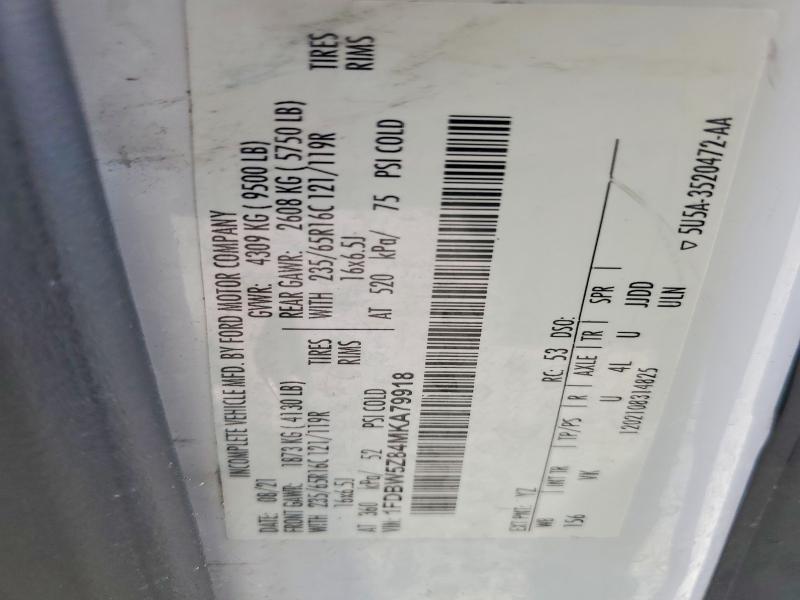 INCOMPLETE VEHICLE MFD. BY FORD MOTOR COMPANY
DATE: 08/21 GVWR: 4309 KG ( 9500 LB)
FRONT GAWR: 1873 KG ( 4130 LB) REAR GAWR: 2608 KG ( 5750 LB)
WITH 235/65R16C 121/119R TIRES WITH 235/65R16C 121/119R TIRES
16x6.5J RIMS 16x6.5J RIMS
AT 360 kPa/ 52 PSI COLD AT 520 kPa/ 75 PSI COLD
VIN: 1FDBW5Z84MKA79918
EXT PNT: YZ RC: 53 DSO:
WB INT TR TP/PS R AXLE TR SPR
156 VK U 4L U JJDD
1202108314825 ULN
▽ 5U5A-3520472-AA